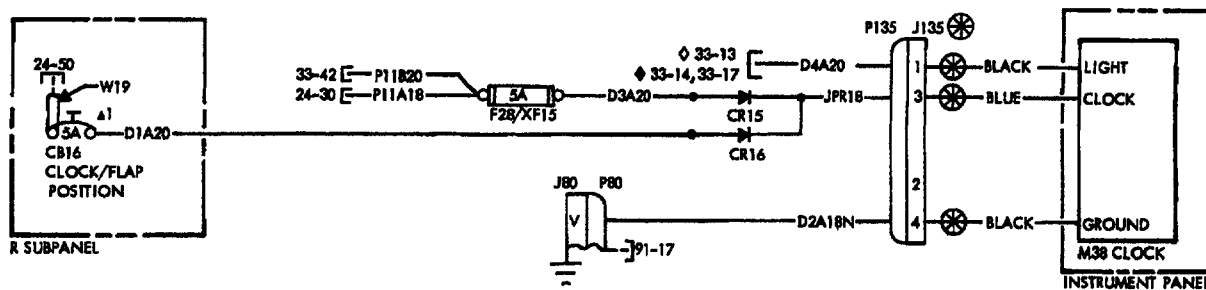 24-50
W19
▲1
5A
D1A20
CB16
CLOCK/FLAP
POSITION
R SUBPANEL
33-42
P11B20
24-30
P11A18
5A
F28/XF15
D3A20
◇ 33-13
◆ 33-14, 33-17
D4A20
CR15
CR16
JPR18
J80 P80
V
91-17
D2A18N
P135 J135
1
3
2
4
BLACK
BLUE
BLACK
LIGHT
CLOCK
GROUND
M38 CLOCK
INSTRUMENT PANEL